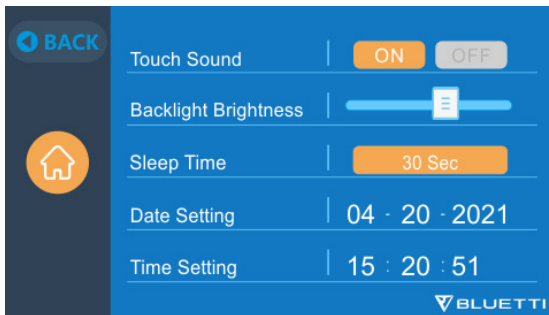 BACK
Touch Sound ON OFF
Backlight Brightness
Sleep Time 30 Sec
Date Setting 04 - 20 - 2021
Time Setting 15 : 20 : 51
BLUETTI